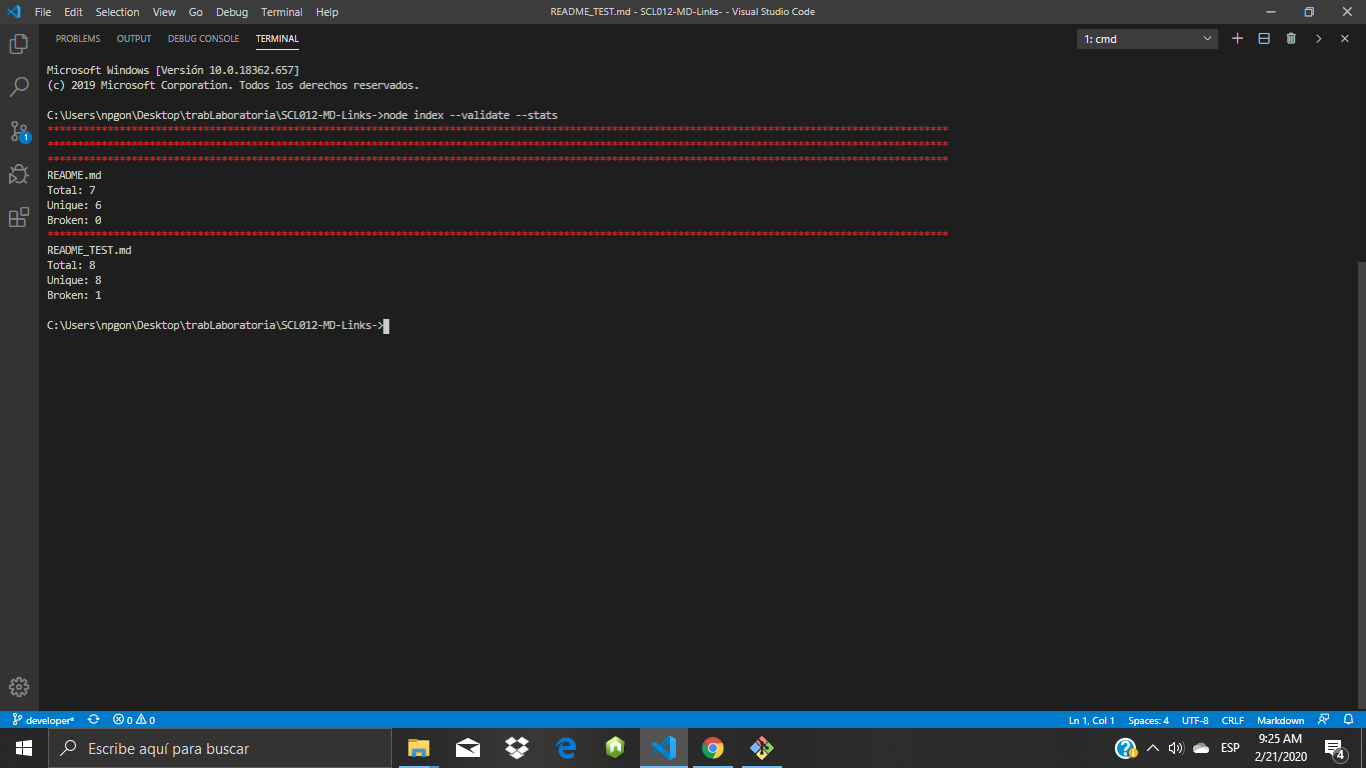 File Edit Selection View Go Debug Terminal Help README_TEST.md - SCL012-MD-Links- - Visual Studio Code
PROBLEMS OUTPUT DEBUG CONSOLE TERMINAL 1: cmd
Microsoft Windows [Versión 10.0.18362.657]
(c) 2019 Microsoft Corporation. Todos los derechos reservados.
C:\Users\npgon\Desktop\trabLaboratoria\SCL012-MD-Links->node index --validate --stats
******************************************************************************************************************************************************
******************************************************************************************************************************************************
******************************************************************************************************************************************************
README.md
Total: 7
Unique: 6
Broken: 0
******************************************************************************************************************************************************
README_TEST.md
Total: 8
Unique: 8
Broken: 1
C:\Users\npgon\Desktop\trabLaboratoria\SCL012-MD-Links->
1
developer* 0 0 Ln 1, Col 1 Spaces: 4 UTF-8 CRLF Markdown
Escribe aquí para buscar ESP 9:25 AM
2/21/2020 4